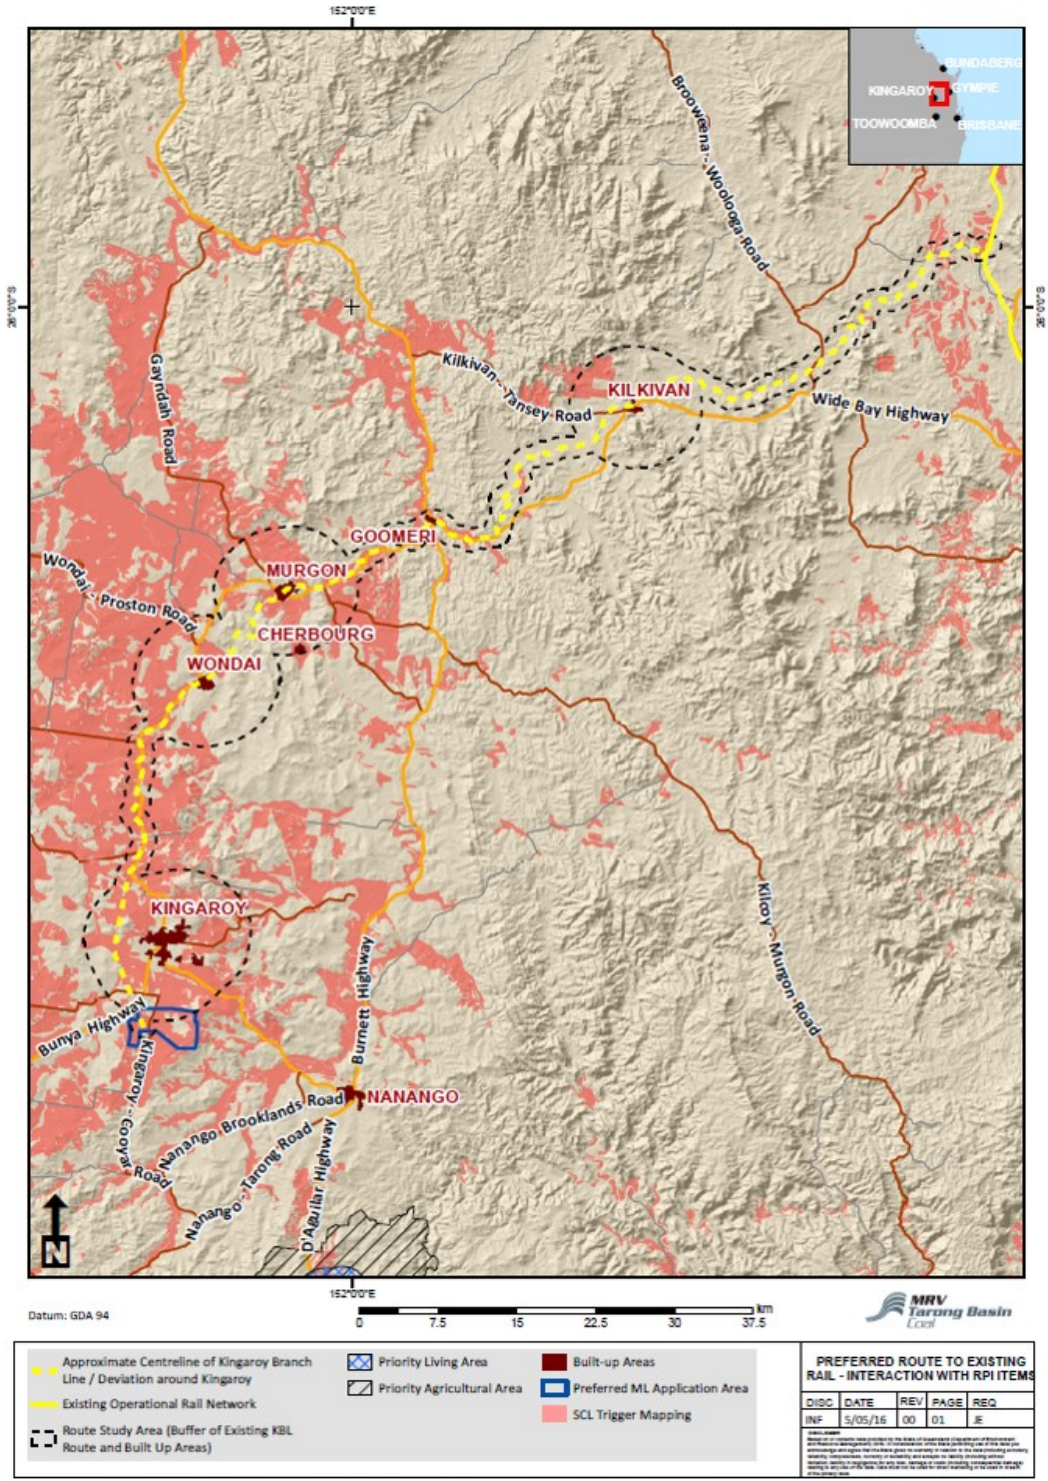 152°0'0"E
BUNDABERG
KINGAROY
GYMPIE
TOOWOOMBA
BRISBANE
Brooweena - Woolooga Road
26°0'0"S
26°0'0"S
Gayndah Road
Kilkivan - Tansey Road
KILKIVAN
Wide Bay Highway
GOOMERI
MURGON
Wondai - Proston Road
CHERBOURG
WONDAI
KINGAROY
Kilcoy - Murgon Road
Burnett Highway
Bunya Highway
Kingaroy - Cooyar Road
NANANGO
Nanango Brooklands Road
Nanango - Tarong Road
D'Aguilar Highway
N
152°0'0"E
Datum: GDA 94
km
0 7.5 15 22.5 30 37.5
MRV
Tarong Basin
Coal
Approximate Centreline of Kingaroy Branch
Line / Deviation around Kingaroy
Existing Operational Rail Network
Route Study Area (Buffer of Existing KBL
Route and Built Up Areas)
Priority Living Area
Priority Agricultural Area
Built-up Areas
Preferred ML Application Area
SCL Trigger Mapping
PREFERRED ROUTE TO EXISTING
RAIL - INTERACTION WITH RPI ITEMS
DISC DATE REV PAGE REQ
INF 5/05/16 00 01 JE